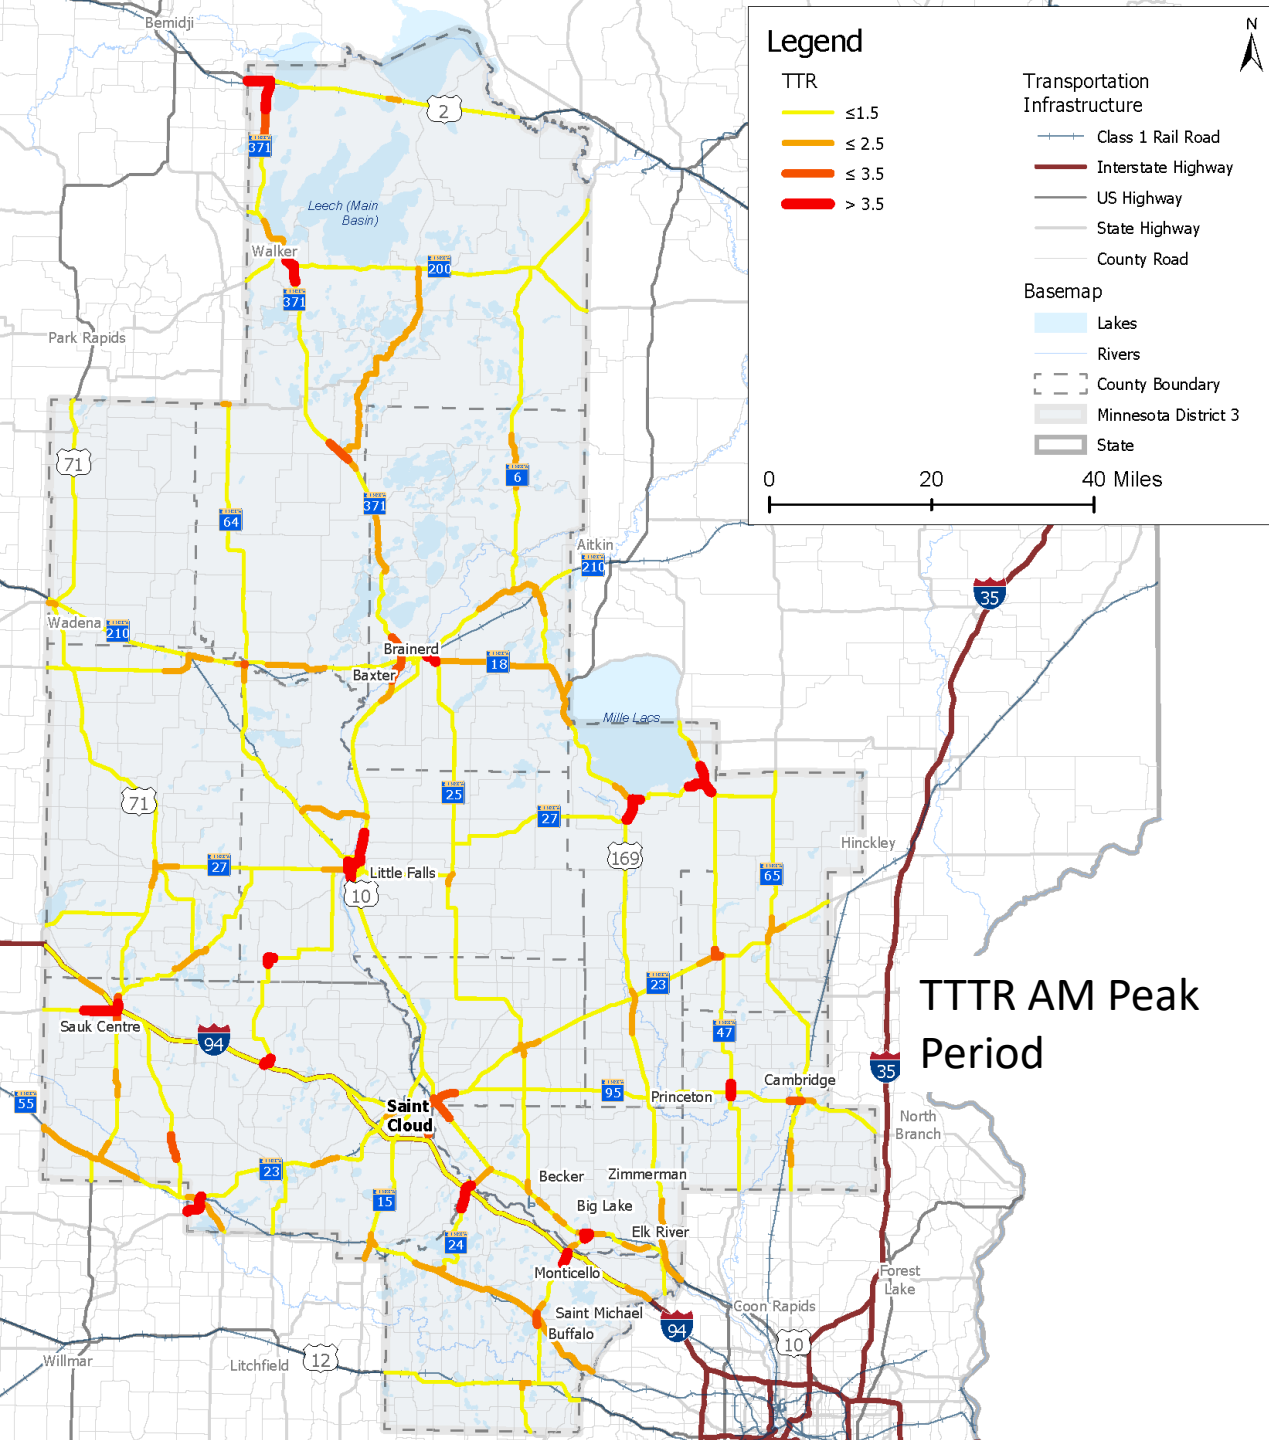 Bemidji
Legend
N
TTR
≤1.5
≤ 2.5
≤ 3.5
> 3.5
Transportation
Infrastructure
Class 1 Rail Road
Interstate Highway
US Highway
State Highway
County Road
Basemap
Lakes
Rivers
County Boundary
Minnesota District 3
State
0
20
40 Miles
2
371
Leech (Main
Basin)
Walker
200
371
Park Rapids
71
6
371
64
Aitkin
210
35
Wadena
210
Brainerd
18
Baxter
Mille Lacs
71
25
27
Hinckley
169
27
Little Falls
65
10
23
TTTR AM Peak
Period
Sauk Centre
94
47
35
Cambridge
55
95
Princeton
Saint
Cloud
North
Branch
23
Becker
Zimmerman
15
Big Lake
Elk River
24
Monticello
Forest
Lake
Saint Michael
Coon Rapids
94
Buffalo
10
Willmar
Litchfield
12